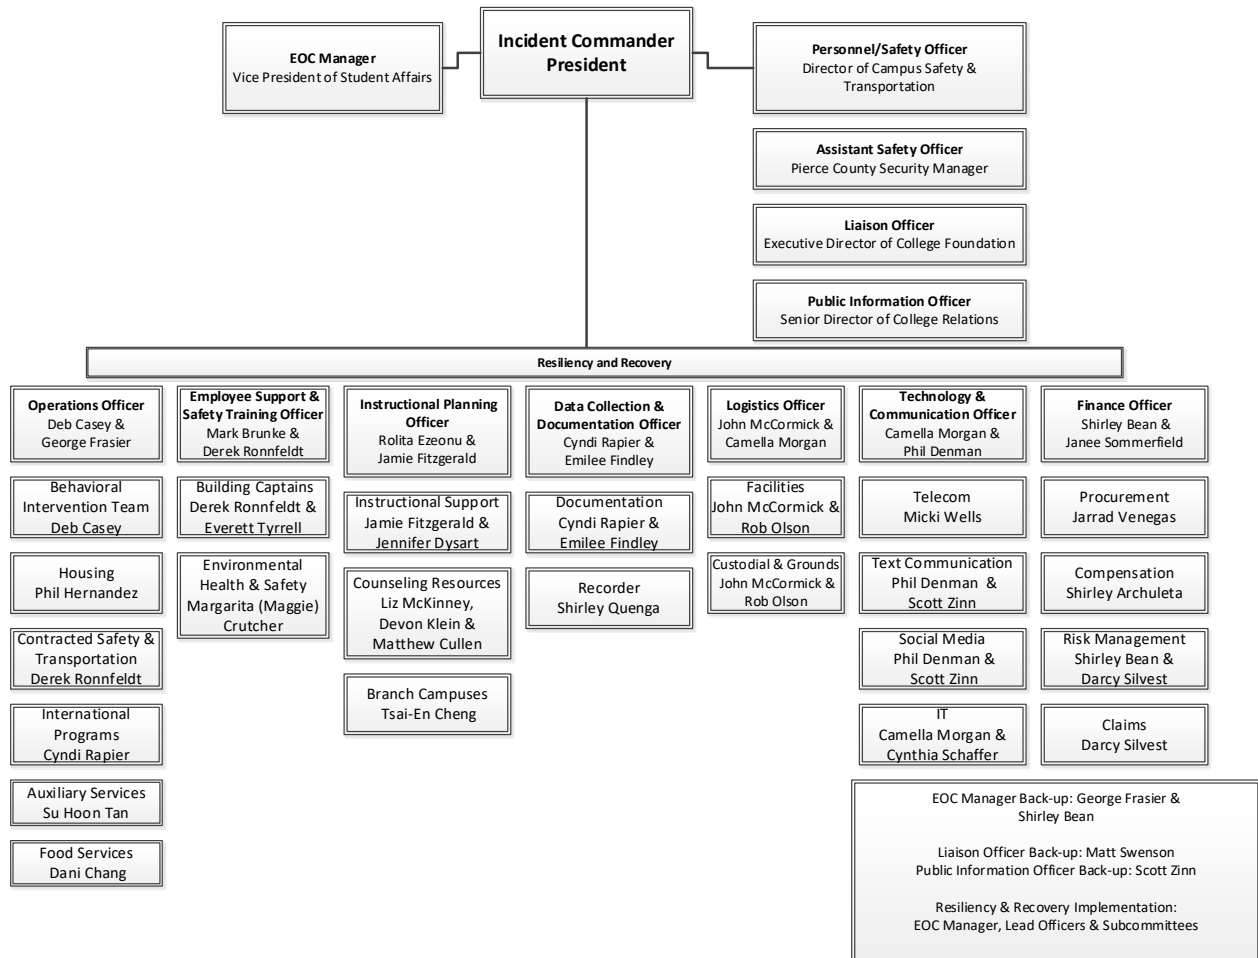 EOC Manager
Vice President of Student Affairs
Incident Commander
President
Personnel/Safety Officer
Director of Campus Safety &
Transportation
Assistant Safety Officer
Pierce County Security Manager
Liaison Officer
Executive Director of College Foundation
Public Information Officer
Senior Director of College Relations
Resiliency and Recovery
Operations Officer
Deb Casey &
George Frasier
Behavioral
Intervention Team
Deb Casey
Housing
Phil Hernandez
Contracted Safety &
Transportation
Derek Ronnfeldt
International
Programs
Cyndi Rapier
Auxiliary Services
Su Hoon Tan
Food Services
Dani Chang
Employee Support &
Safety Training Officer
Mark Brunke &
Derek Ronnfeldt
Building Captains
Derek Ronnfeldt &
Everett Tyrrell
Environmental
Health & Safety
Margarita (Maggie)
Crutcher
Instructional Planning
Officer
Rolita Ezeonu &
Jamie Fitzgerald
Instructional Support
Jamie Fitzgerald &
Jennifer Dysart
Counseling Resources
Liz McKinney,
Devon Klein &
Matthew Cullen
Branch Campuses
Tsai-En Cheng
Data Collection &
Documentation Officer
Cyndi Rapier &
Emilee Findley
Documentation
Cyndi Rapier &
Emilee Findley
Recorder
Shirley Quenga
Logistics Officer
John McCormick &
Camella Morgan
Facilities
John McCormick &
Rob Olson
Custodial & Grounds
John McCormick &
Rob Olson
Technology &
Communication Officer
Camella Morgan &
Phil Denman
Telecom
Micki Wells
Text Communication
Phil Denman &
Scott Zinn
Social Media
Phil Denman &
Scott Zinn
IT
Camella Morgan &
Cynthia Schaffer
Finance Officer
Shirley Bean &
Janee Sommerfield
Procurement
Jarrad Venegas
Compensation
Shirley Archuleta
Risk Management
Shirley Bean &
Darcy Silvest
Claims
Darcy Silvest
EOC Manager Back-up: George Frasier &
Shirley Bean
Liaison Officer Back-up: Matt Swenson
Public Information Officer Back-up: Scott Zinn
Resiliency & Recovery Implementation:
EOC Manager, Lead Officers & Subcommittees